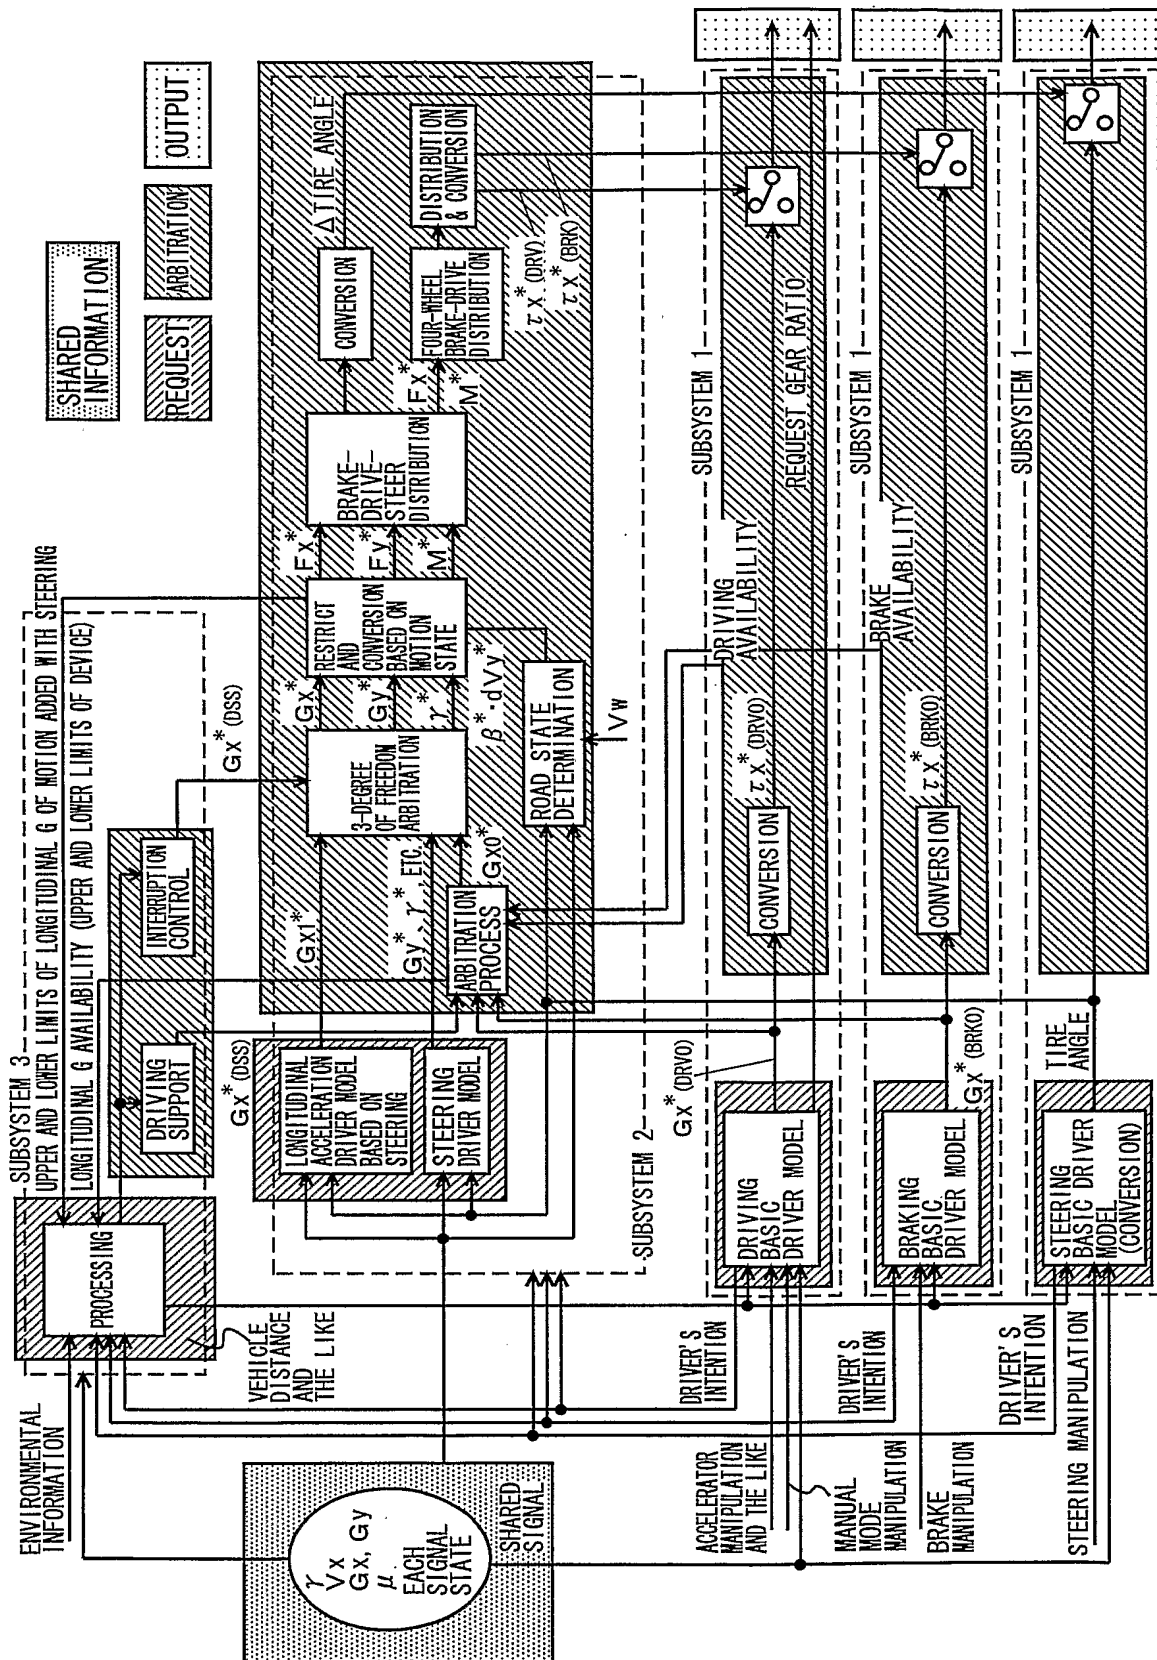 SHARED
INFORMATION
REQUEST
ARBITRATION
OUTPUT
SUBSYSTEM 3
UPPER AND LOWER LIMITS OF LONGITUDINAL G OF MOTION ADDED WITH STEERING
LONGITUDINAL G AVAILABILITY (UPPER AND LOWER LIMITS OF DEVICE)
ENVIRONMENTAL
INFORMATION
PROCESSING
VEHICLE
DISTANCE
AND
THE LIKE
DRIVING
SUPPORT
INTERRUPTION
CONTROL
Gx*(DSS)
Gx*(DSS)
LONGITUDINAL
ACCELERATION
DRIVER MODEL
BASED ON
STEERING
STEERING
DRIVER MODEL
Gx1*
Gy*, γ*, ETC.
ARBITRATION
PROCESS
Gx0*
3-DEGREE
OF FREEDOM
ARBITRATION
Gx*
Gy*
γ*
β*·dVy*
RESTRICT
AND
CONVERSION
BASED ON
MOTION
STATE
ROAD STATE
DETERMINATION
Vw
Fx*
Fy*
M*
BRAKE-
DRIVE-
STEER
DISTRIBUTION
Fx*
M*
CONVERSION
FOUR-WHEEL
BRAKE-DRIVE
DISTRIBUTION
ΔTIRE ANGLE
DISTRIBUTION
& CONVERSION
τx*(DRV)
τx*(BRK)
SUBSYSTEM 2
γ
Vx
Gx, Gy
μ
EACH
SIGNAL
STATE
SHARED
SIGNAL
ACCELERATOR
MANIPULATION
AND THE LIKE
MANUAL
MODE
MANIPULATION
BRAKE
MANIPULATION
STEERING MANIPULATION
DRIVER'S
INTENTION
DRIVER'S
INTENTION
DRIVER'S
INTENTION
DRIVING
BASIC
DRIVER MODEL
Gx*(DRV0)
CONVERSION
τx*(DRV0)
DRIVING
AVAILABILITY
SUBSYSTEM 1
REQUEST GEAR RATIO
BRAKING
BASIC
DRIVER MODEL
Gx*(BRK0)
CONVERSION
τx*(BRK0)
BRAKE
AVAILABILITY
SUBSYSTEM 1
STEERING
BASIC DRIVER
MODEL
(CONVERSION)
TIRE
ANGLE
SUBSYSTEM 1